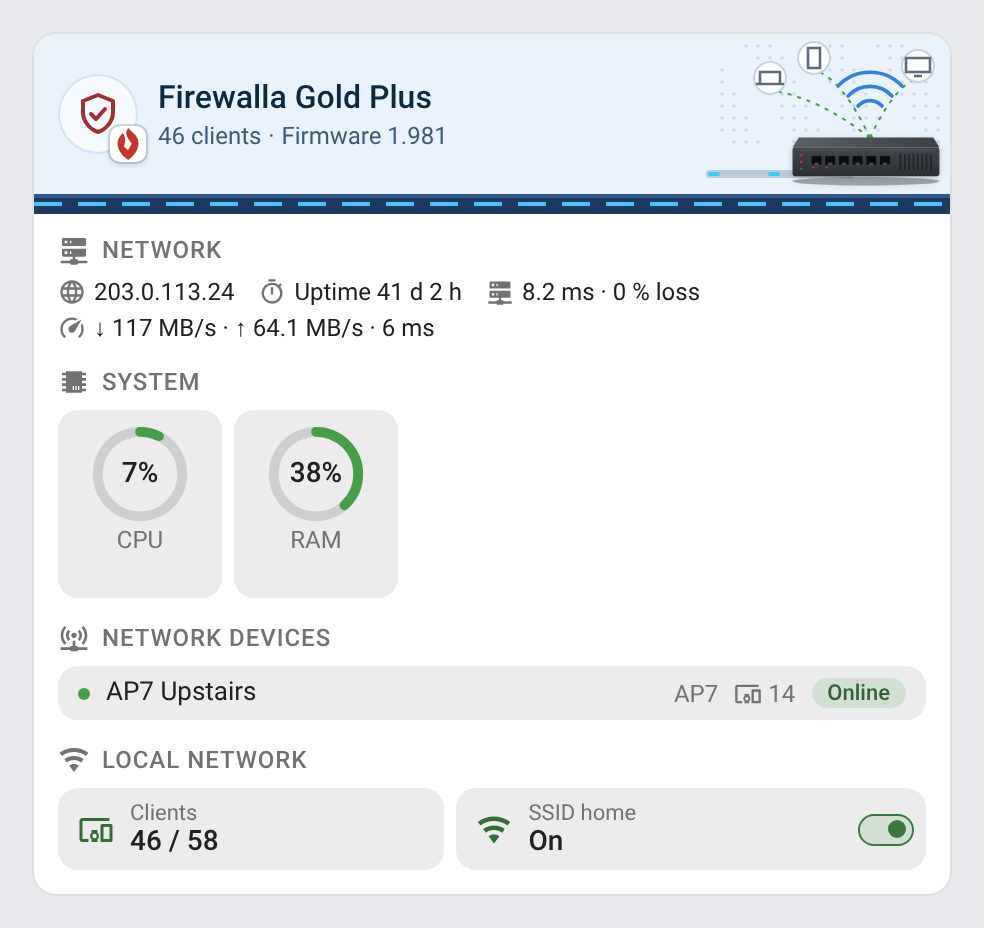 Firewalla Gold Plus
46 clients · Firmware 1.981
NETWORK
203.0.113.24 Uptime 41 d 2 h 8.2 ms · 0 % loss
↓ 117 MB/s · ↑ 64.1 MB/s · 6 ms
SYSTEM
7% 38%
CPU RAM
NETWORK DEVICES
AP7 Upstairs AP7 14 Online
LOCAL NETWORK
Clients SSID home
46 / 58 On